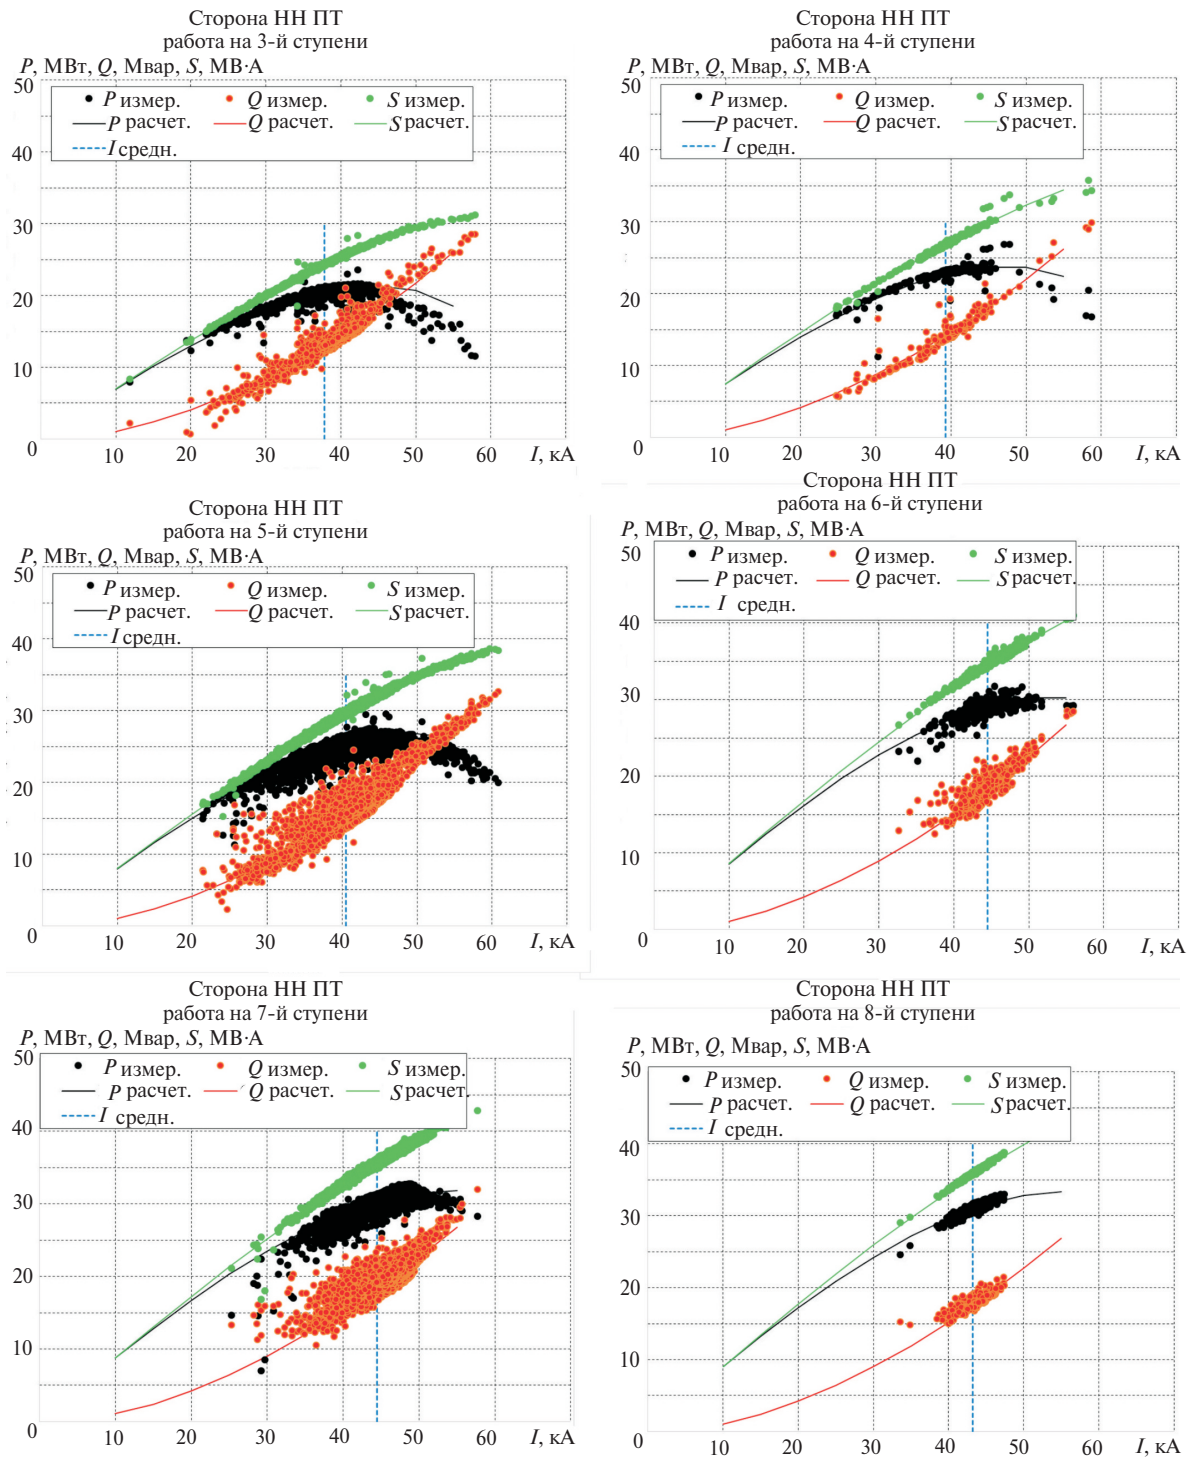 Сторона НН ПТ
работа на 3-й ступени
P, МВт, Q, Мвар, S, МВ·А
50
P измер. Q измер. S измер.
P расчет. Q расчет. S расчет.
I средн.
40
30
20
10
0
10 20 30 40 50 60 I, кА
Сторона НН ПТ
работа на 4-й ступени
P, МВт, Q, Мвар, S, МВ·А
50
P измер. Q измер. S измер.
P расчет. Q расчет. S расчет.
I средн.
40
30
20
10
0
10 20 30 40 50 60 I, кА
Сторона НН ПТ
работа на 5-й ступени
P, МВт, Q, Мвар, S, МВ·А
50
P измер. Q измер. S измер.
P расчет. Q расчет. S расчет.
I средн.
40
30
20
10
0
10 20 30 40 50 60 I, кА
Сторона НН ПТ
работа на 6-й ступени
P, МВт, Q, Мвар, S, МВ·А
50
P измер. Q измер. S измер.
P расчет. Q расчет. S расчет.
I средн.
40
30
20
10
0
10 20 30 40 50 60 I, кА
Сторона НН ПТ
работа на 7-й ступени
P, МВт, Q, Мвар, S, МВ·А
50
P измер. Q измер. S измер.
P расчет. Q расчет. S расчет.
I средн.
40
30
20
10
0
10 20 30 40 50 60 I, кА
Сторона НН ПТ
работа на 8-й ступени
P, МВт, Q, Мвар, S, МВ·А
50
P измер. Q измер. S измер.
P расчет. Q расчет. S расчет.
I средн.
40
30
20
10
0
10 20 30 40 50 60 I, кА